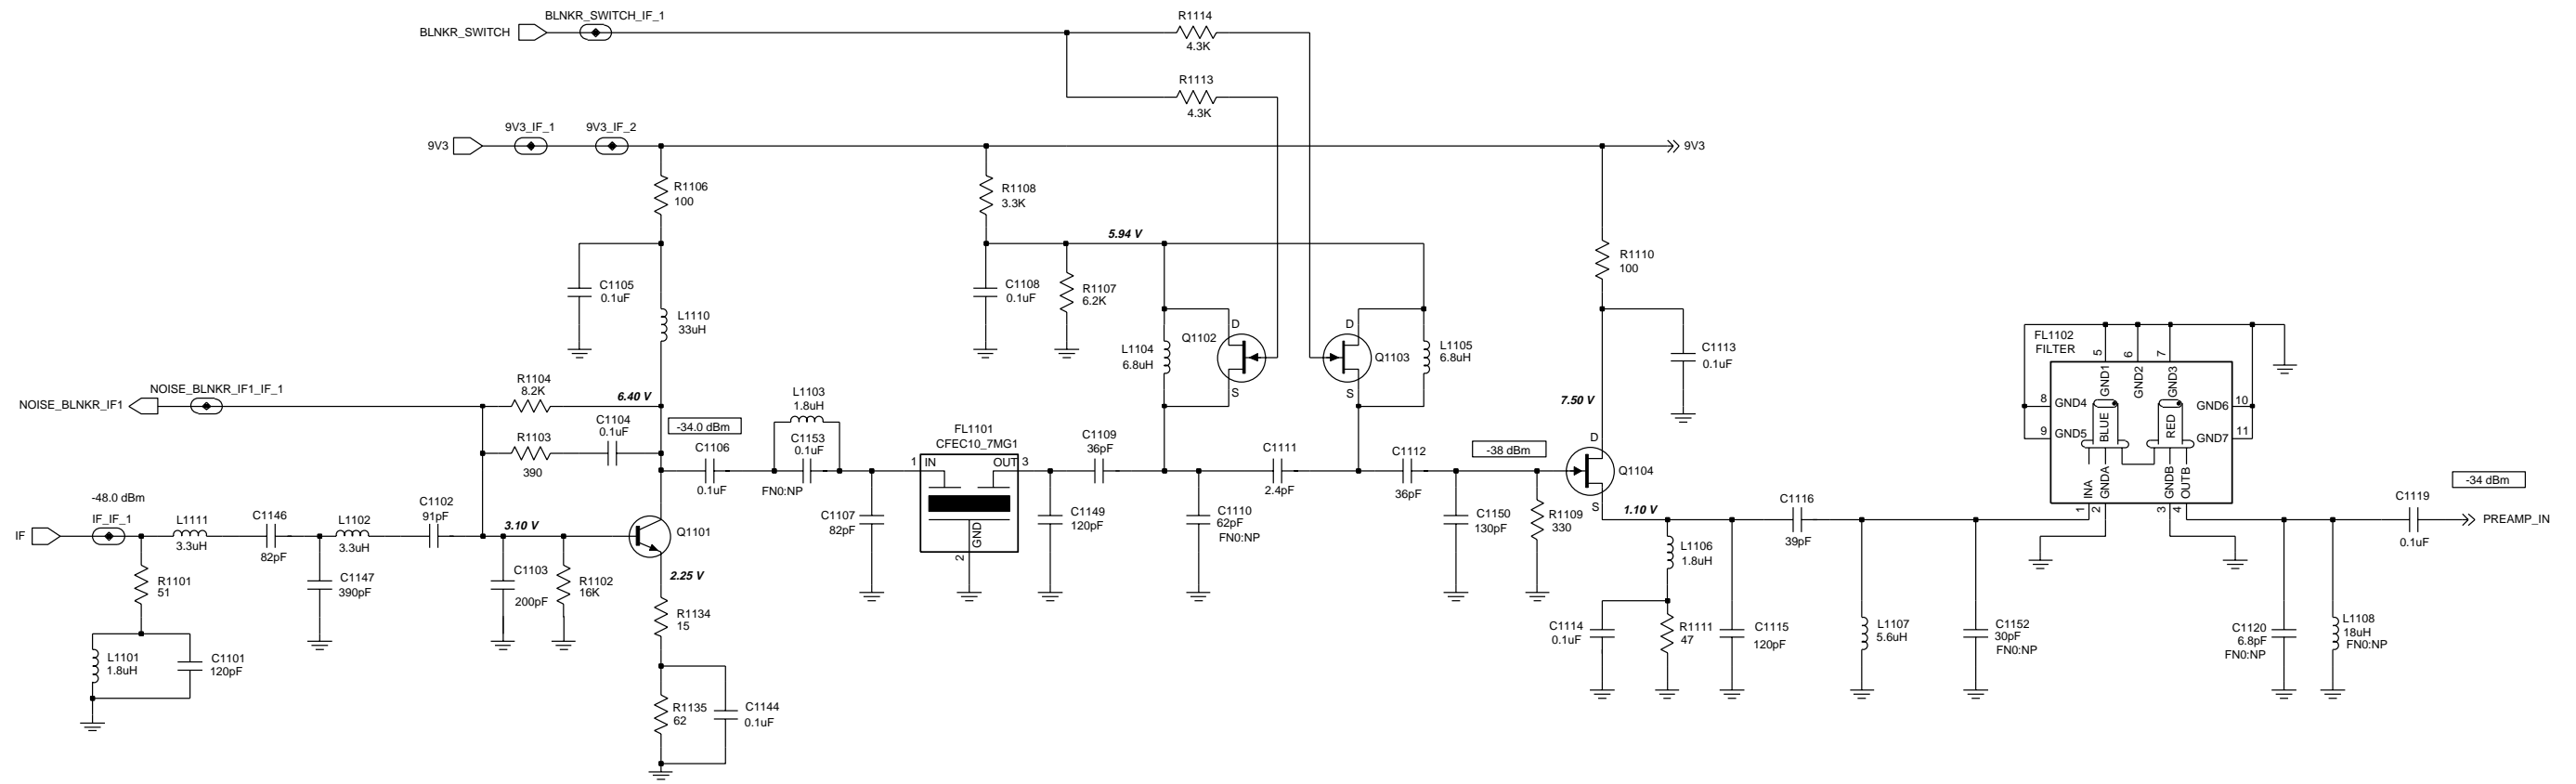 BLNKR_SWITCH_IF_1
BLNKR_SWITCH
R1114
4.3K
R1113
4.3K
9V3_IF_1
9V3_IF_2
9V3
9V3
R1106
100
R1108
3.3K
5.94 V
R1110
100
C1105
0.1uF
C1108
0.1uF
R1107
6.2K
L1110
33uH
D
Q1102
S
L1104
6.8uH
D
Q1103
S
L1105
6.8uH
C1113
0.1uF
FL1102
FILTER
5
6
7
GND1
GND2
GND3
8
GND4
9
GND5
BLUE
RED
GND6
10
GND7
11
INA
GNDA
GNDB
OUTB
1
2
3
4
NOISE_BLNKR_IF1_IF_1
NOISE_BLNKR_IF1
R1104
8.2K
6.40 V
C1104
0.1uF
R1103
390
-34.0 dBm
L1103
1.8uH
C1106
0.1uF
C1153
0.1uF
FN0:NP
FL1101
CFEC10_7MG1
1
IN
OUT
3
GND
2
C1109
36pF
C1111
2.4pF
C1112
36pF
7.50 V
-38 dBm
D
Q1104
S
1.10 V
-48.0 dBm
IF_IF_1
IF
L1111
3.3uH
C1146
82pF
L1102
3.3uH
C1102
91pF
3.10 V
Q1101
2.25 V
C1107
82pF
C1149
120pF
C1110
62pF
FN0:NP
C1150
130pF
R1109
330
C1116
39pF
-34 dBm
C1119
0.1uF
PREAMP_IN
R1101
51
C1147
390pF
C1103
200pF
R1102
16K
R1134
15
L1106
1.8uH
C1114
0.1uF
R1111
47
C1115
120pF
L1107
5.6uH
C1152
30pF
FN0:NP
C1120
6.8pF
FN0:NP
L1108
18uH
FN0:NP
L1101
1.8uH
C1101
120pF
R1135
62
C1144
0.1uF